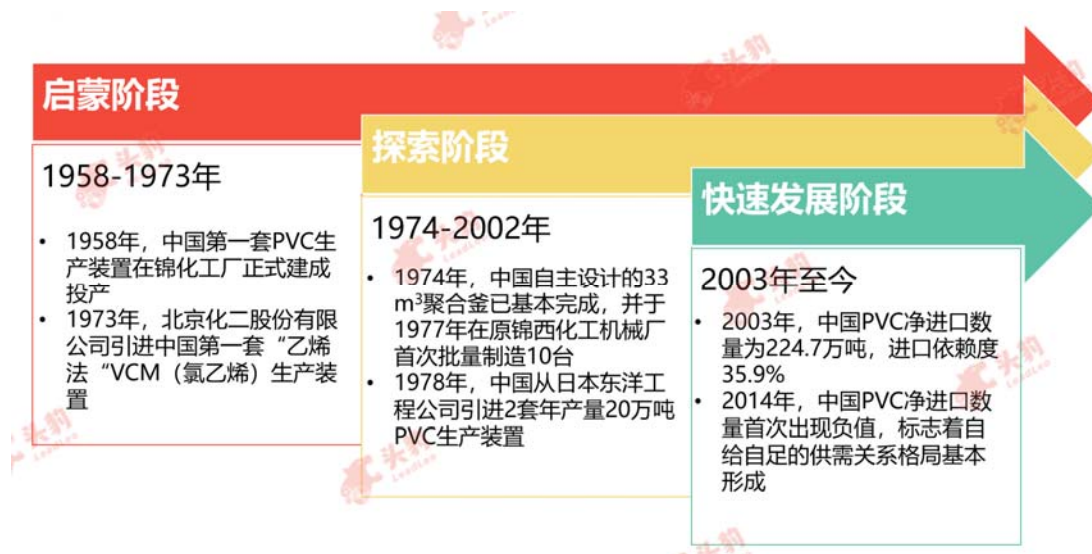 启蒙阶段
1958-1973年
• 1958年，中国第一套PVC生
产装置在锦化工厂正式建成
投产
• 1973年，北京化二股份有限
公司引进中国第一套“乙烯
法“VCM（氯乙烯）生产装
置
探索阶段
1974-2002年
• 1974年，中国自主设计的33
m³聚合釜已基本完成，并于
1977年在原锦西化工机械厂
首次批量制造10台
• 1978年，中国从日本东洋工
程公司引进2套年产量20万吨
PVC生产装置
快速发展阶段
2003年至今
• 2003年，中国PVC净进口数
量为224.7万吨，进口依赖度
35.9%
• 2014年，中国PVC净进口数
量首次出现负值，标志着自
给自足的供需关系格局基本
形成
头豹
LeadLeo